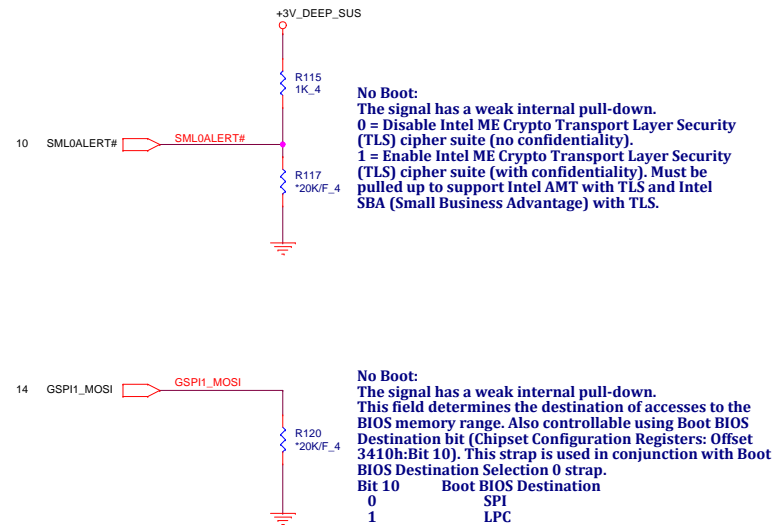 +3V_DEEP_SUS
R115
1K_4
10 SML0ALERT# SML0ALERT#
R117
*20K/F_4
No Boot:
The signal has a weak internal pull-down.
0 = Disable Intel ME Crypto Transport Layer Security
(TLS) cipher suite (no confidentiality).
1 = Enable Intel ME Crypto Transport Layer Security
(TLS) cipher suite (with confidentiality). Must be
pulled up to support Intel AMT with TLS and Intel
SBA (Small Business Advantage) with TLS.
14 GSPI1_MOSI GSPI1_MOSI
R120
*20K/F_4
No Boot:
The signal has a weak internal pull-down.
This field determines the destination of accesses to the
BIOS memory range. Also controllable using Boot BIOS
Destination bit (Chipset Configuration Registers: Offset
3410h:Bit 10). This strap is used in conjunction with Boot
BIOS Destination Selection 0 strap.
Bit 10 Boot BIOS Destination
0 SPI
1 LPC